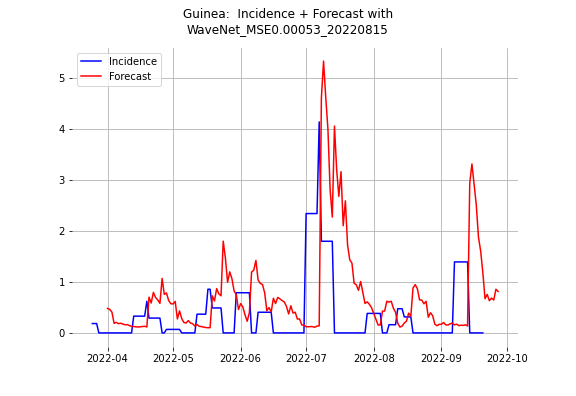 Guinea:  Incidence + Forecast with
WaveNet_MSE0.00053_20220815
Incidence
Forecast
5
4
3
2
1
0
2022-04 2022-05 2022-06 2022-07 2022-08 2022-09 2022-10